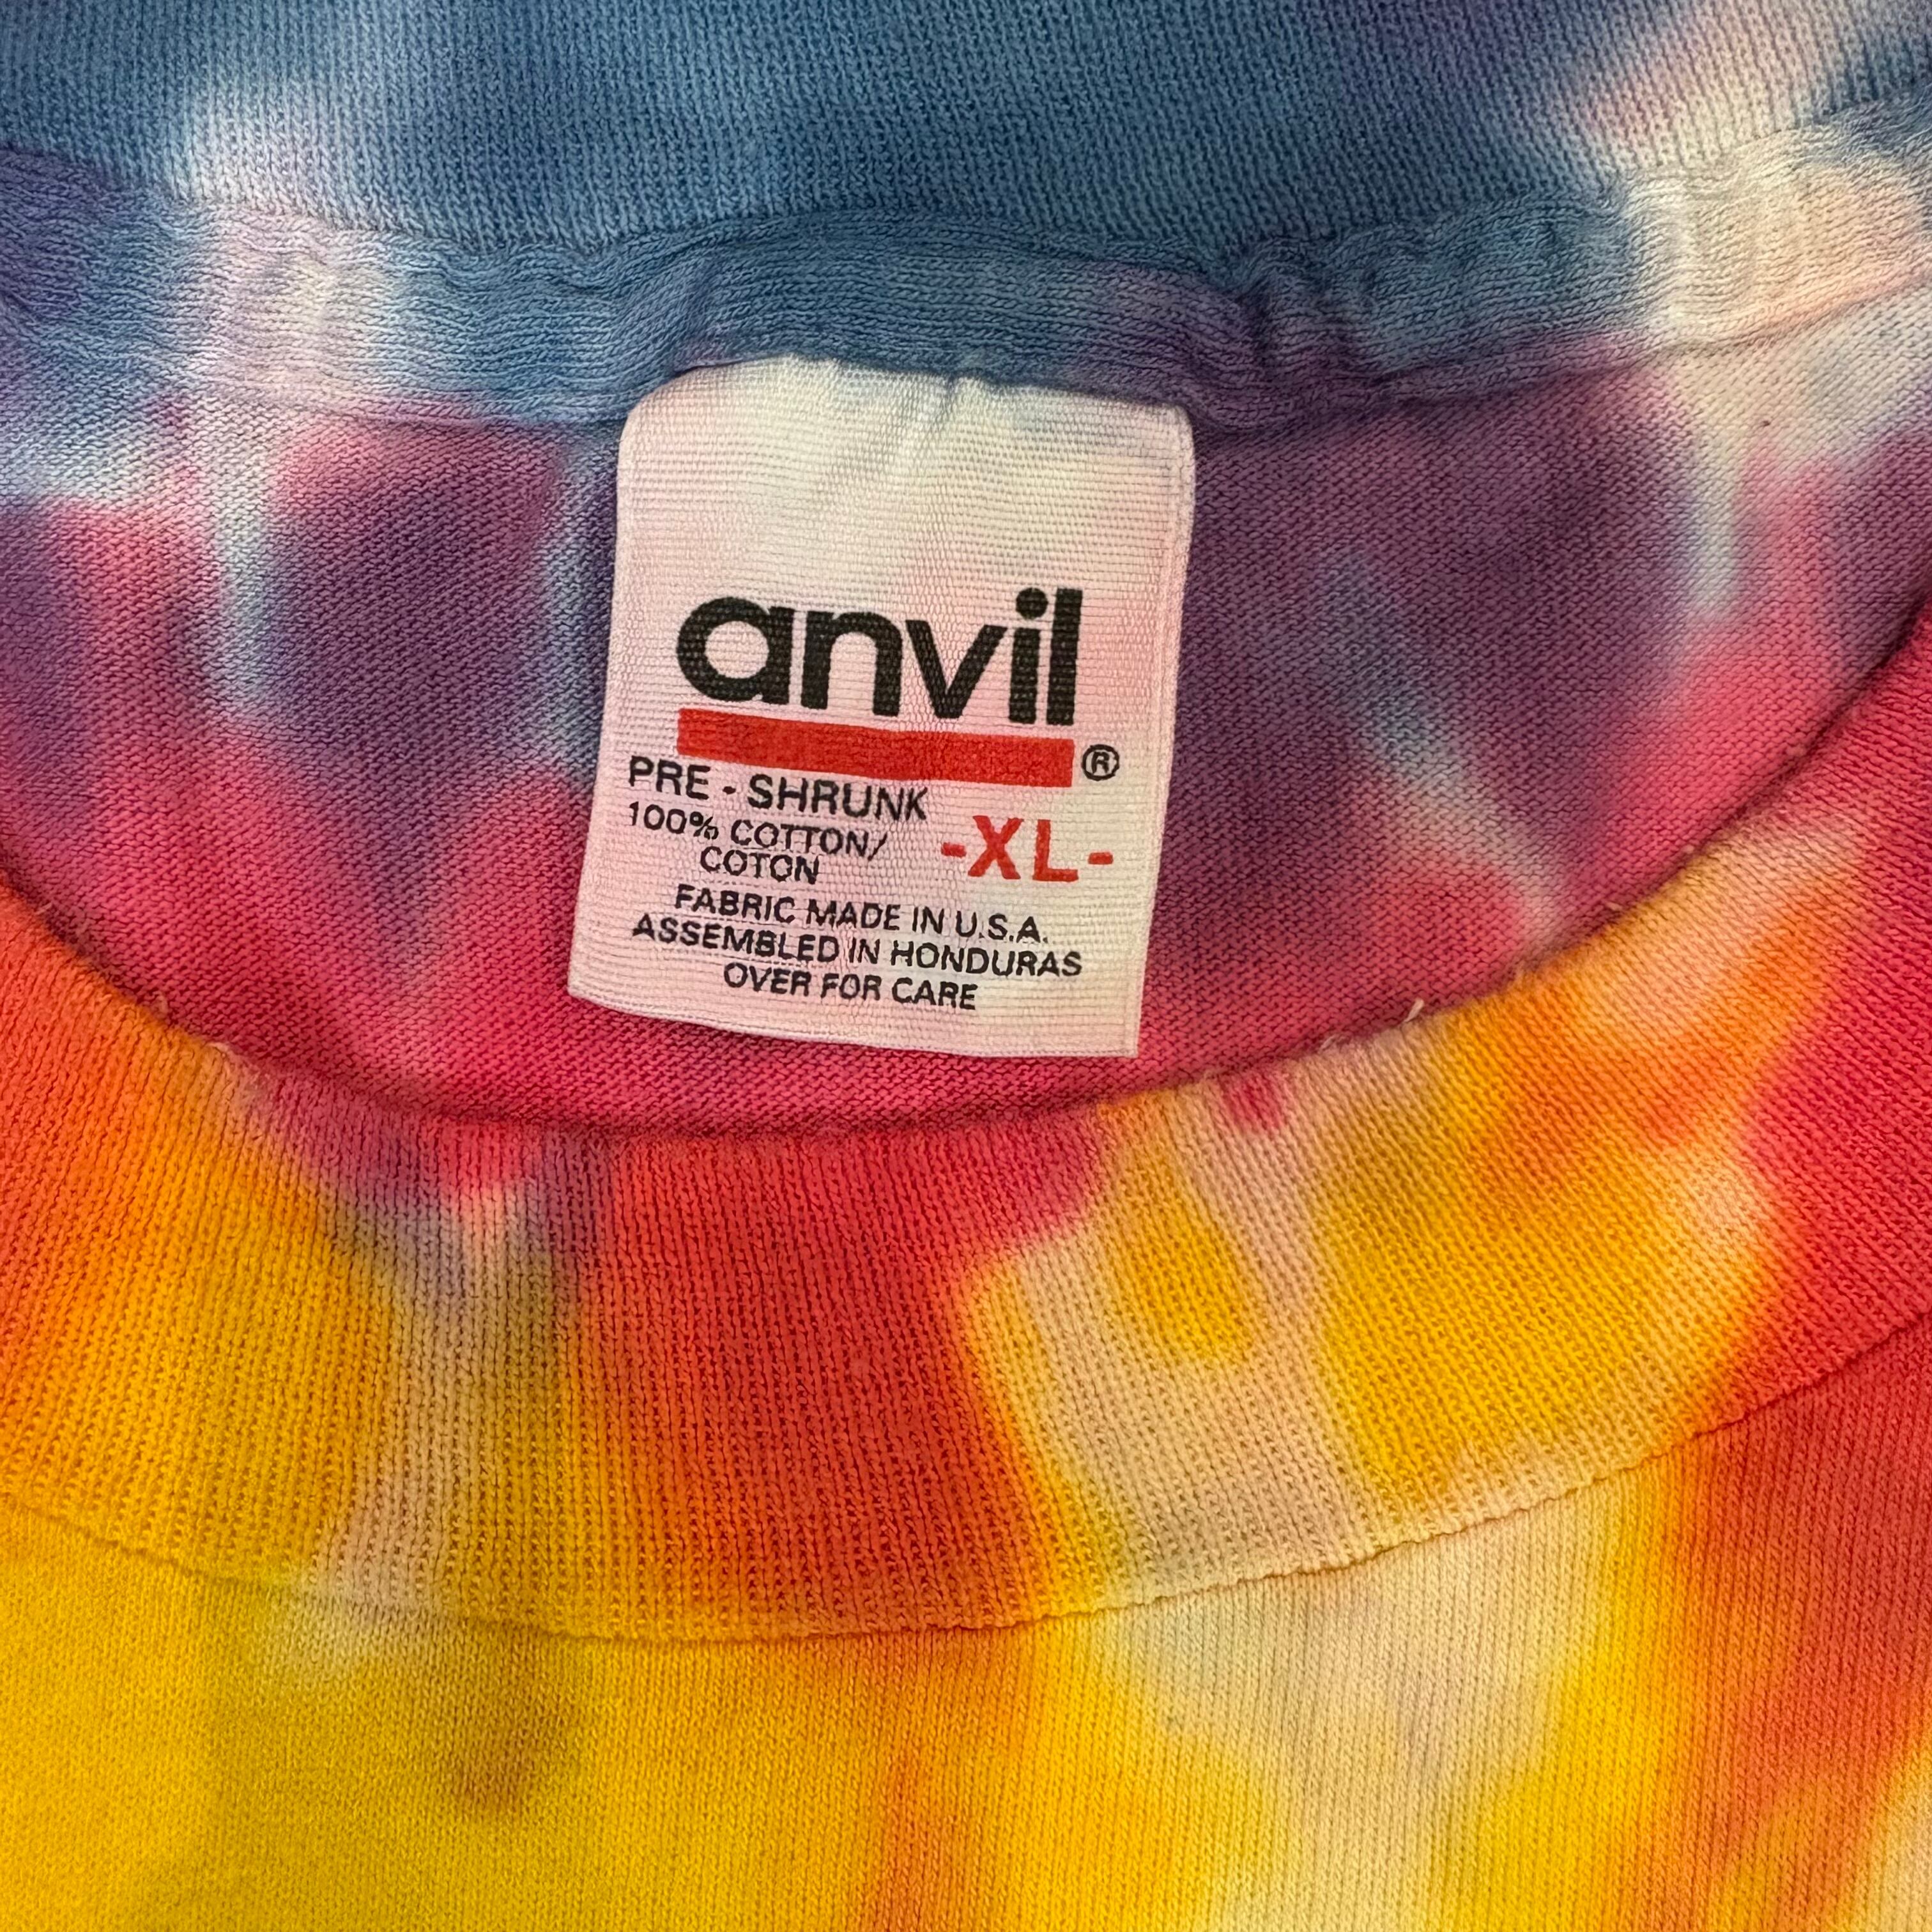 anvil
®
PRE - SHRUNK
100% COTTON/
COTON
-XL-
FABRIC MADE IN U.S.A.
ASSEMBLED IN HONDURAS
OVER FOR CARE